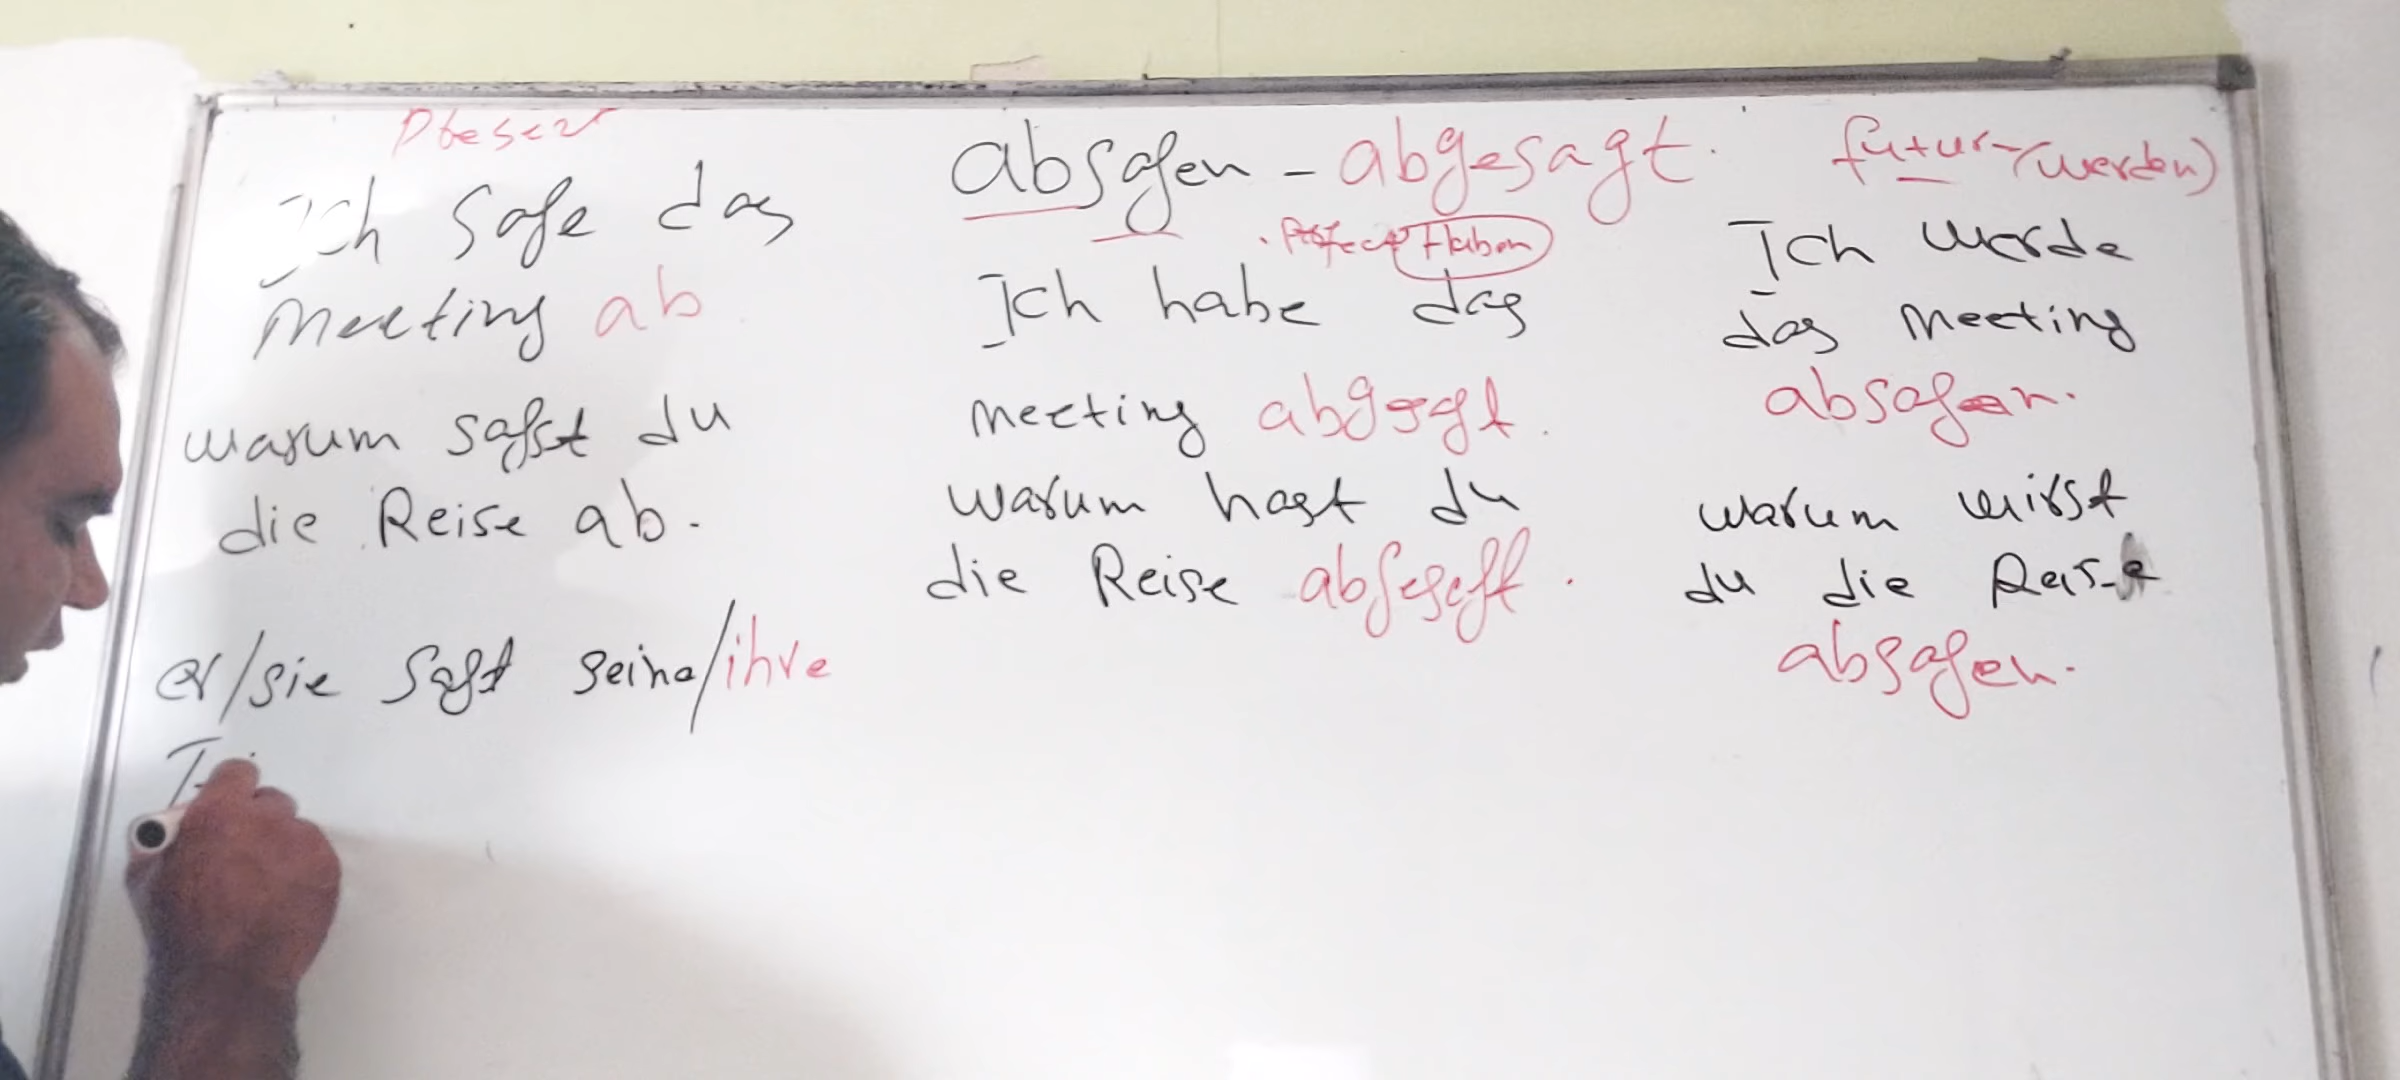 Present
Ich sage das
Meeting ab
warum sagst du
die Reise ab.
er/sie sagt seine/ihre
absagen - abgesagt.
Perfect Haben
Ich habe das
meeting abgesagt.
warum hast du
die Reise abgesagt.
futur-(werden)
Ich werde
das Meeting
absagen.
warum wirst
du die Reise
absagen.